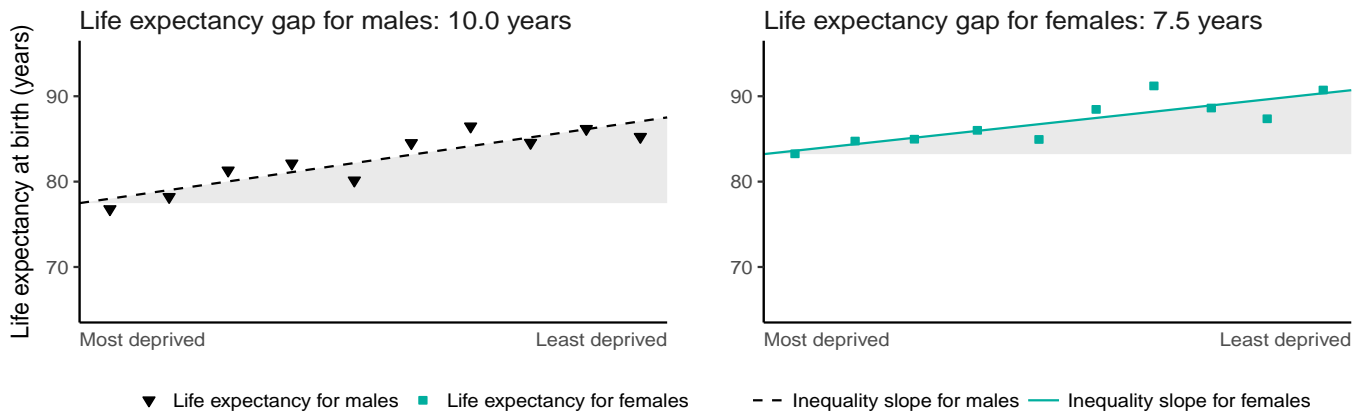 Life expectancy gap for males: 10.0 years
Life expectancy at birth (years)
90
80
70
Most deprived
Least deprived
Life expectancy gap for females: 7.5 years
90
80
70
Most deprived
Least deprived
Life expectancy for males
Life expectancy for females
Inequality slope for males
Inequality slope for females